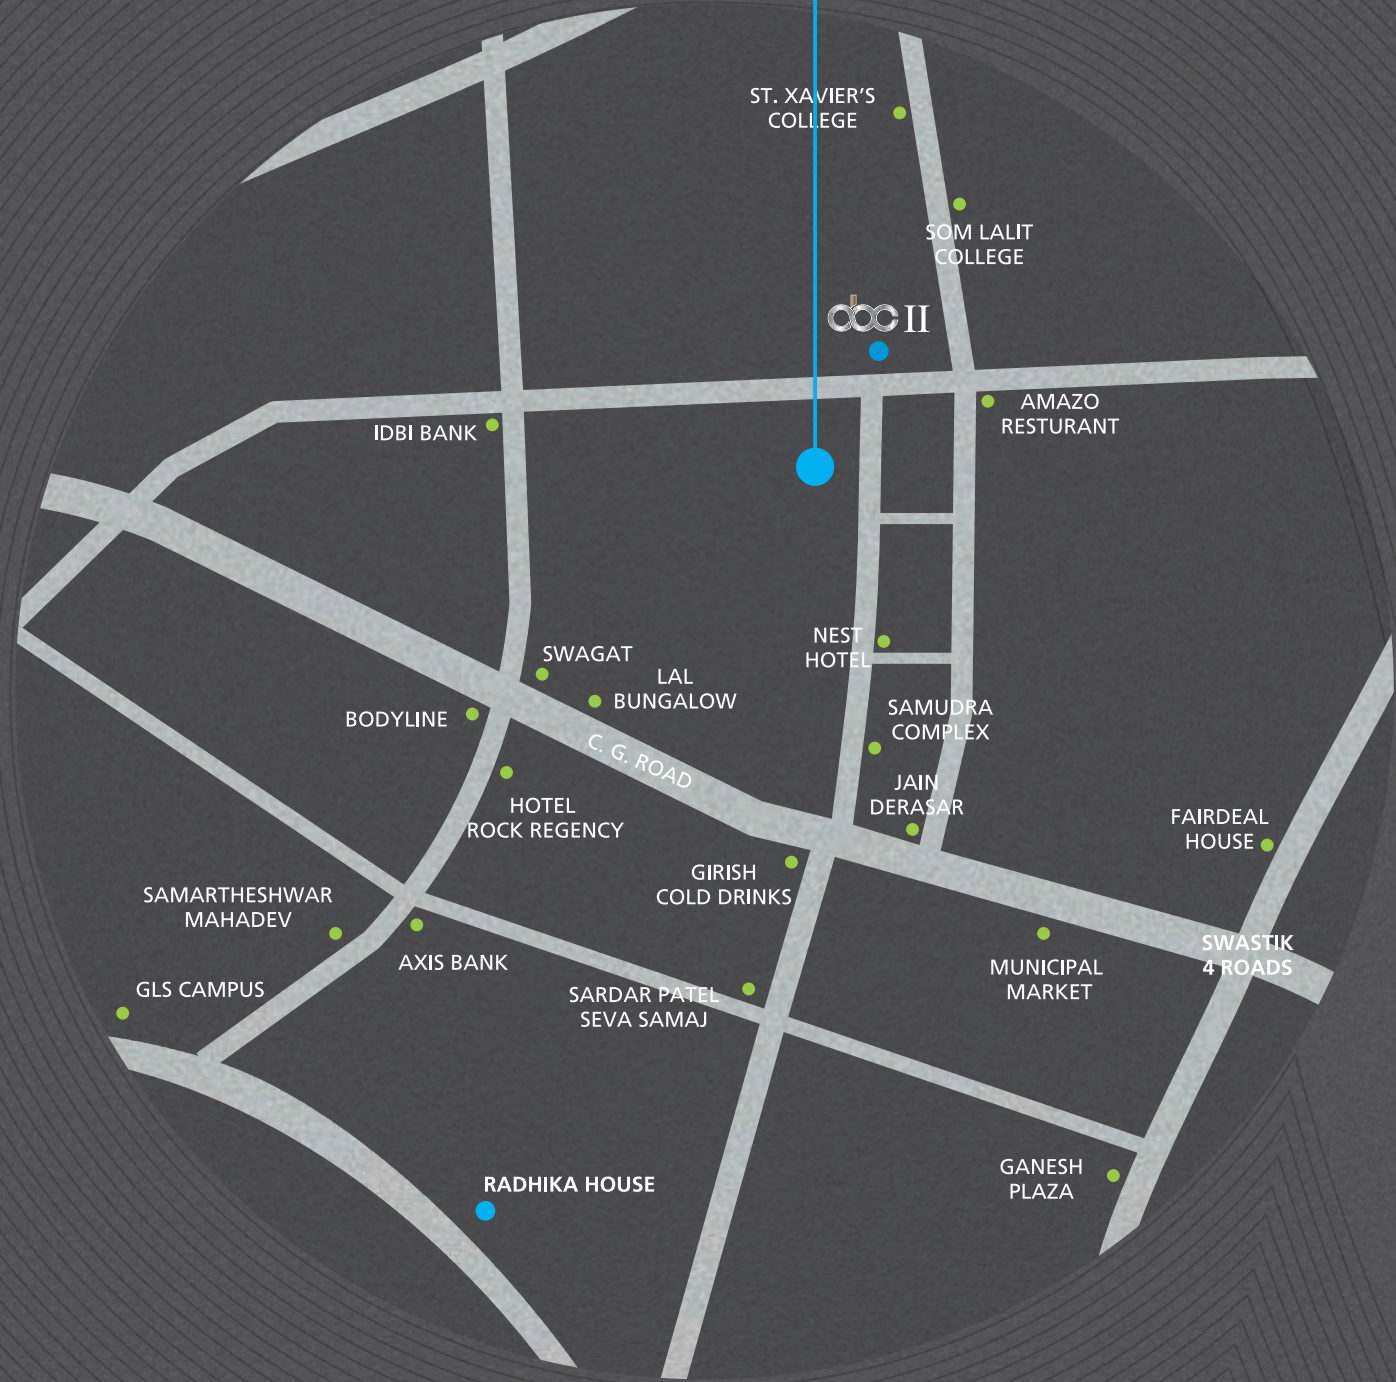 ST. XAVIER'S
COLLEGE
SOM LALIT
COLLEGE
dbc II
AMAZO
RESTURANT
IDBI BANK
NEST
HOTEL
SWAGAT
LAL
BUNGALOW
BODYLINE
C. G. ROAD
SAMUDRA
COMPLEX
JAIN
DERASAR
HOTEL
ROCK REGENCY
FAIRDEAL
HOUSE
GIRISH
COLD DRINKS
SAMARTHESHWAR
MAHADEV
AXIS BANK
SWASTIK
4 ROADS
MUNICIPAL
MARKET
GLS CAMPUS
SARDAR PATEL
SEVA SAMAJ
GANESH
PLAZA
RADHIKA HOUSE